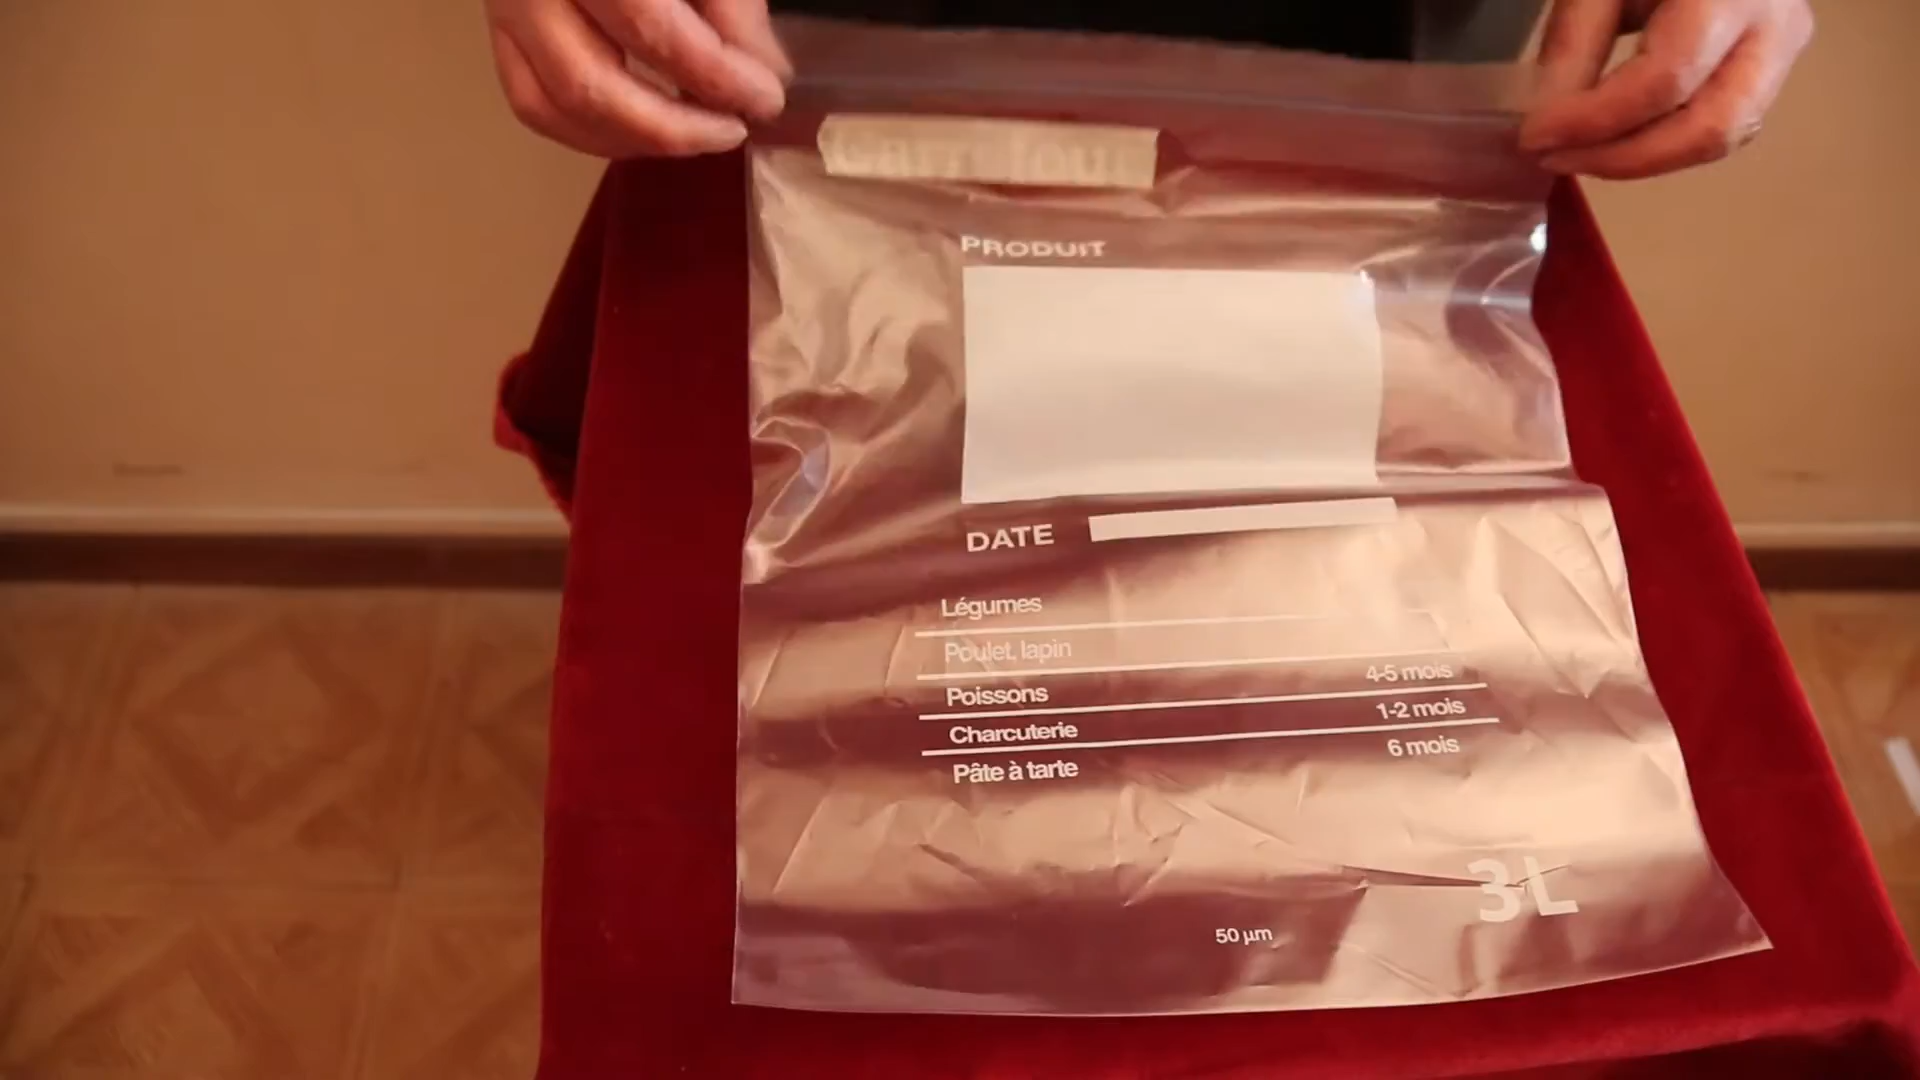 PRODUIT
DATE
Légumes
Poulet, lapin
Poissons 4-5 mois
Charcuterie 1-2 mois
Pâte à tarte 6 mois
3 L
50 µm